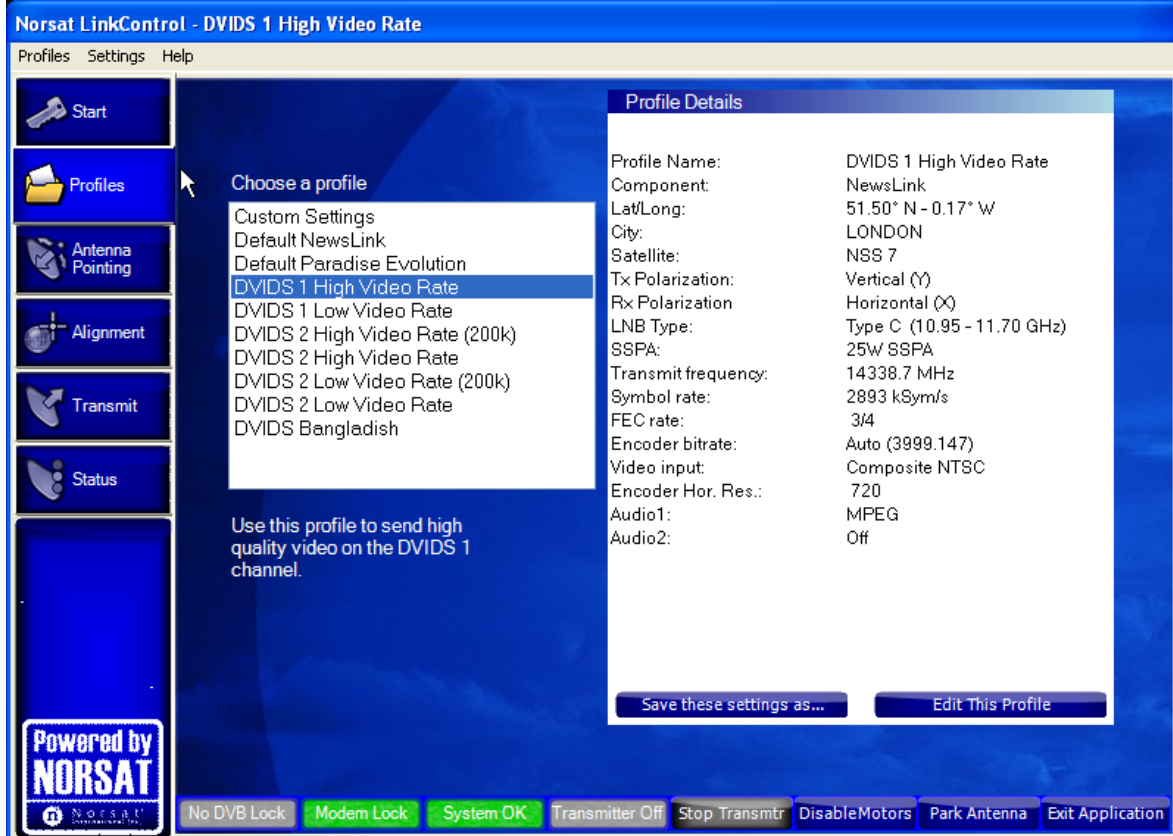 Norsat LinkControl - DVIDS 1 High Video Rate
Profiles Settings Help
Start
Profiles
Antenna
Pointing
Alignment
Transmit
Status
Powered by
NORSAT
Norsat
Choose a profile
Custom Settings
Default NewsLink
Default Paradise Evolution
DVIDS 1 High Video Rate
DVIDS 1 Low Video Rate
DVIDS 2 High Video Rate (200k)
DVIDS 2 High Video Rate
DVIDS 2 Low Video Rate (200k)
DVIDS 2 Low Video Rate
DVIDS Bangladish
Use this profile to send high
quality video on the DVIDS 1
channel.
Profile Details
Profile Name: DVIDS 1 High Video Rate
Component: NewsLink
Lat/Long: 51.50° N - 0.17° W
City: LONDON
Satellite: NSS 7
Tx Polarization: Vertical (Y)
Rx Polarization Horizontal (X)
LNB Type: Type C (10.95 - 11.70 GHz)
SSPA: 25W SSPA
Transmit frequency: 14338.7 MHz
Symbol rate: 2893 kSym/s
FEC rate: 3/4
Encoder bitrate: Auto (3999.147)
Video input: Composite NTSC
Encoder Hor. Res.: 720
Audio1: MPEG
Audio2: Off
Save these settings as... Edit This Profile
No DVB Lock Modem Lock System OK Transmitter Off Stop Transmtr DisableMotors Park Antenna Exit Application